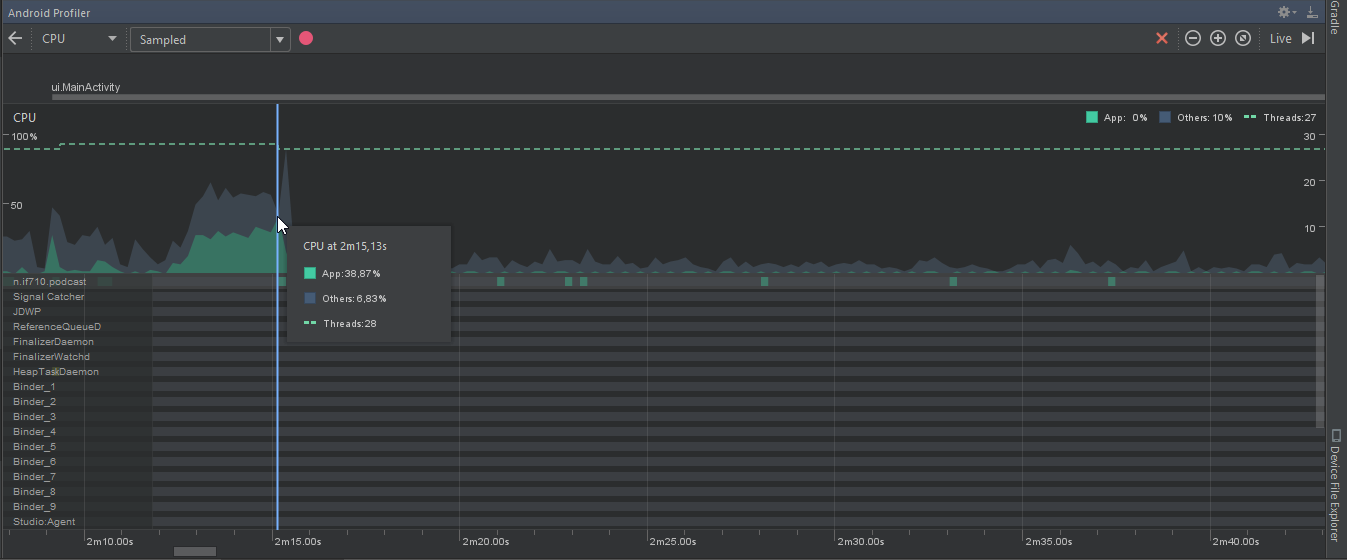 Android Profiler
CPU Sampled Live
ui.MainActivity
CPU App: 0% Others: 10% Threads:27
100% 30
20
50
10
CPU at 2m15,13s
App:38,87%
Others: 6,83%
Threads: 28
n.if710.podcast
Signal Catcher
JDWP
ReferenceQueueD
FinalizerDaemon
FinalizerWatchd
HeapTaskDaemon
Binder_1
Binder_2
Binder_3
Binder_4
Binder_5
Binder_6
Binder_7
Binder_8
Binder_9
Studio:Agent
2m10.00s 2m15.00s 2m20.00s 2m25.00s 2m30.00s 2m35.00s 2m40.00s
Gradle
Device File Explorer